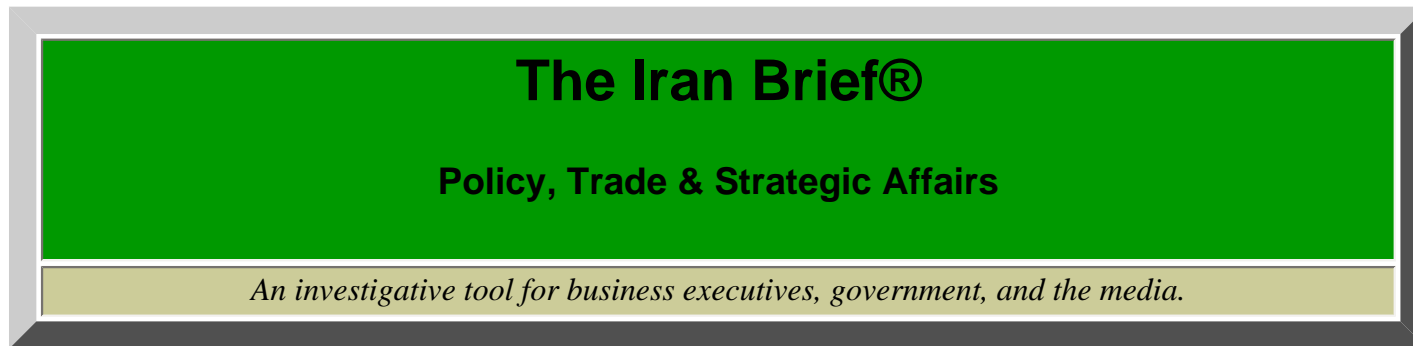 The Iran Brief®
Policy, Trade & Strategic Affairs
An investigative tool for business executives, government, and the media.